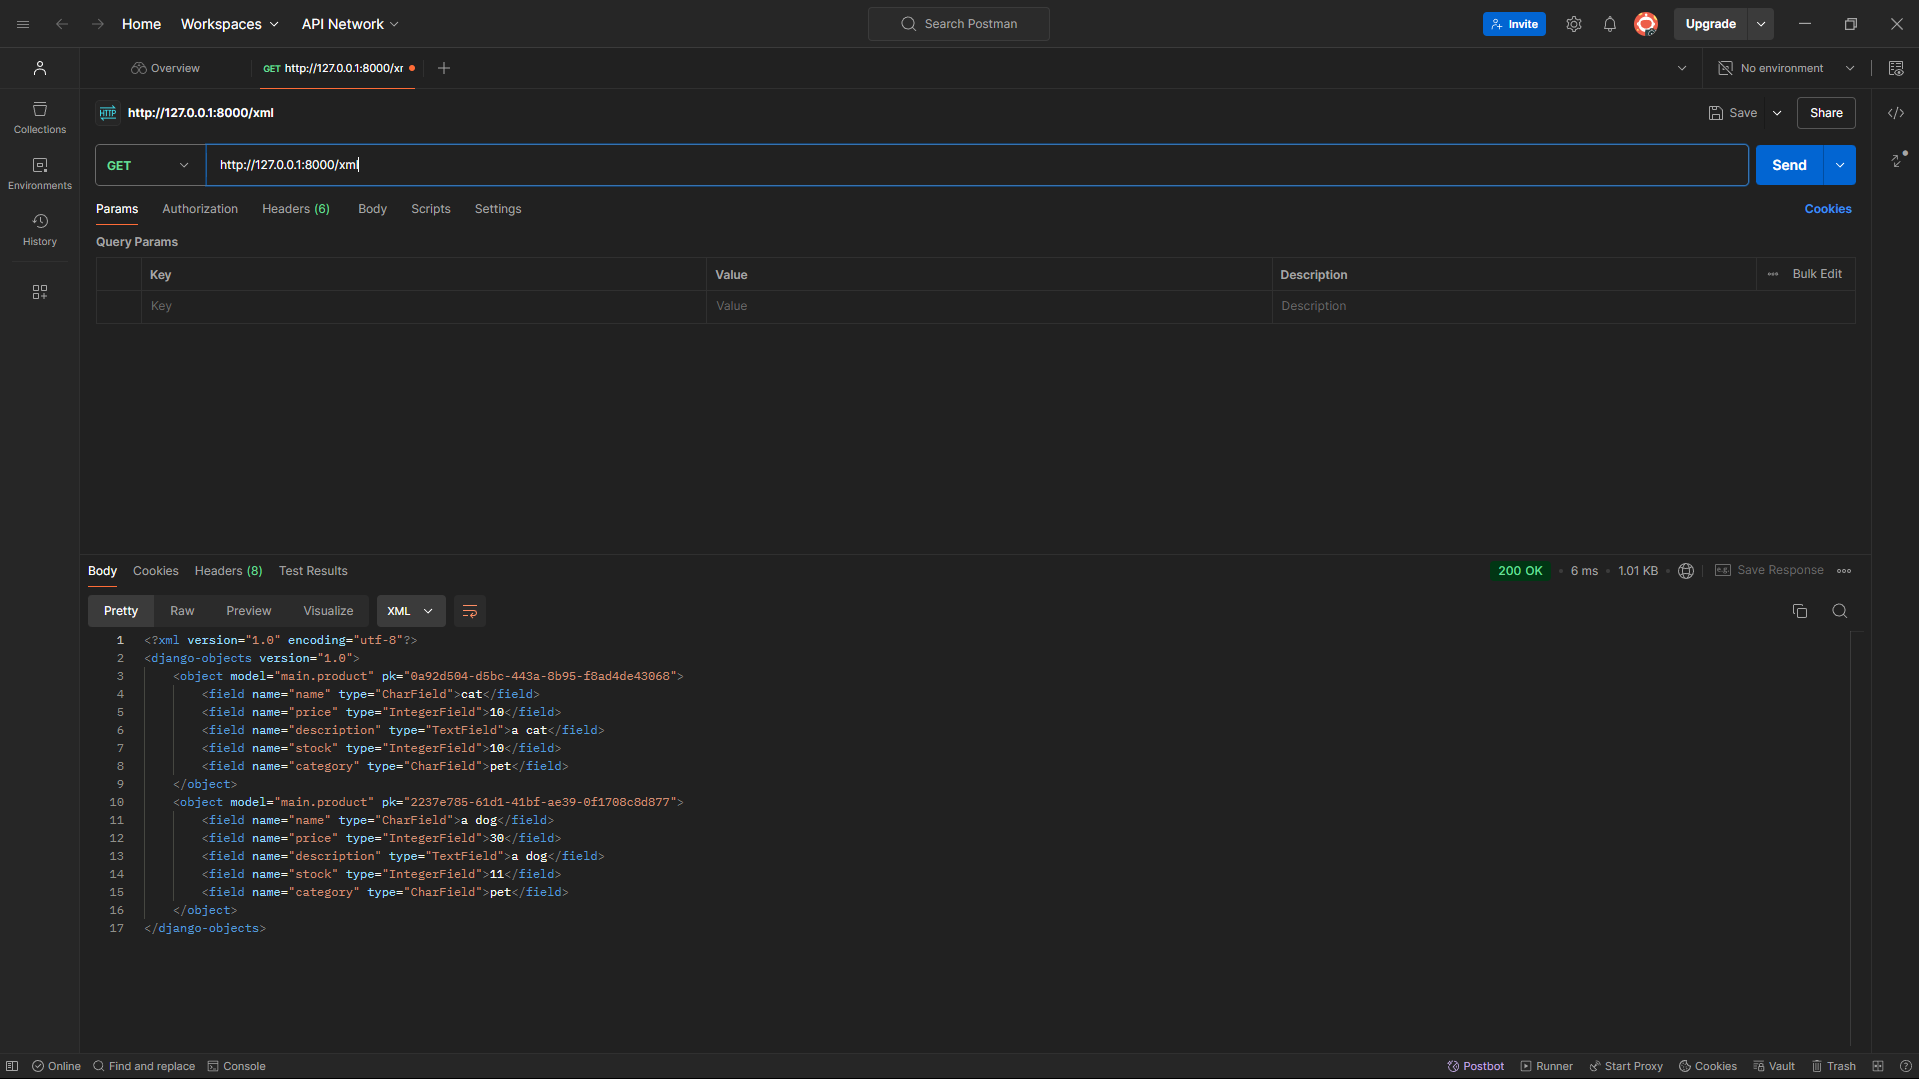 Home Workspaces API Network Search Postman Invite Upgrade
Overview GET http://127.0.0.1:8000/xr No environment
HTTP http://127.0.0.1:8000/xml Save Share
GET http://127.0.0.1:8000/xml Send
Params Authorization Headers (6) Body Scripts Settings Cookies
Collections
Environments
History
Query Params
Key Value Description Bulk Edit
Key Value Description
Body Cookies Headers (8) Test Results 200 OK 6 ms 1.01 KB e.g. Save Response
Pretty Raw Preview Visualize XML
1 <?xml version="1.0" encoding="utf-8"?>
2 <django-objects version="1.0">
3 <object model="main.product" pk="0a92d504-d5bc-443a-8b95-f8ad4de43068">
4 <field name="name" type="CharField">cat</field>
5 <field name="price" type="IntegerField">10</field>
6 <field name="description" type="TextField">a cat</field>
7 <field name="stock" type="IntegerField">10</field>
8 <field name="category" type="CharField">pet</field>
9 </object>
10 <object model="main.product" pk="2237e785-61d1-41bf-ae39-0f1708c8d877">
11 <field name="name" type="CharField">a dog</field>
12 <field name="price" type="IntegerField">30</field>
13 <field name="description" type="TextField">a dog</field>
14 <field name="stock" type="IntegerField">11</field>
15 <field name="category" type="CharField">pet</field>
16 </object>
17 </django-objects>
Online Find and replace Console Postbot Runner Start Proxy Cookies Vault Trash